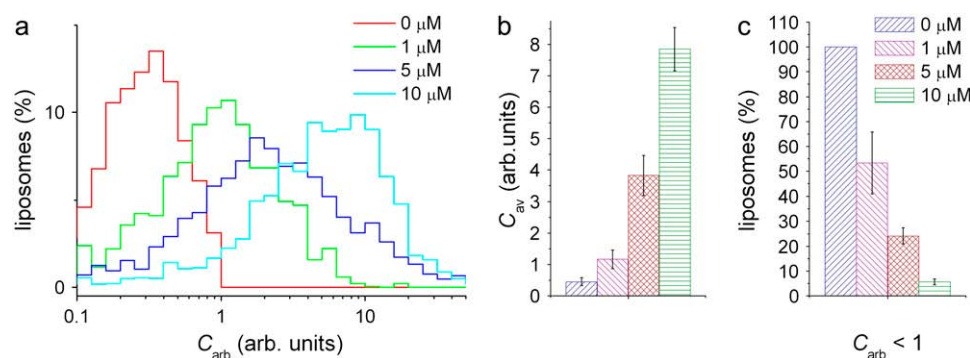 a
liposomes (%)
10
0
0.1
1
10
C_arb (arb. units)
0 μM
1 μM
5 μM
10 μM
b
C_av (arb.units)
8
7
6
5
4
3
2
1
0
c
liposomes (%)
110
100
90
80
70
60
50
40
30
20
10
0
C_arb < 1
0 μM
1 μM
5 μM
10 μM